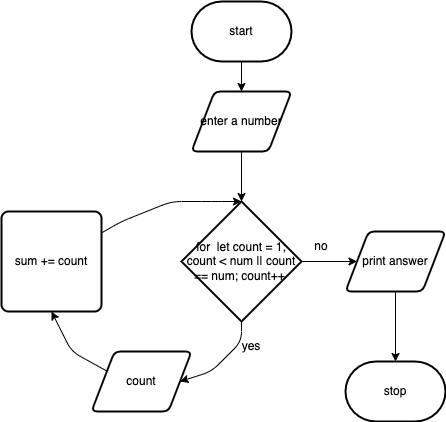 start
enter a number
for  let count = 1;
count < num || count
== num; count++
no
print answer
sum += count
yes
count
stop